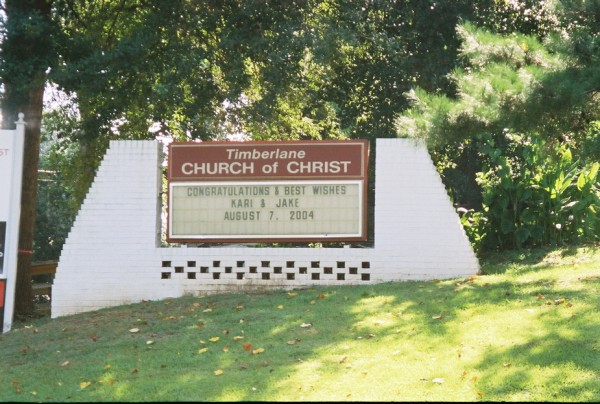 Timberlane
CHURCH of CHRIST
CONGRATULATIONS & BEST WISHES
KARI & JAKE
AUGUST 7, 2004